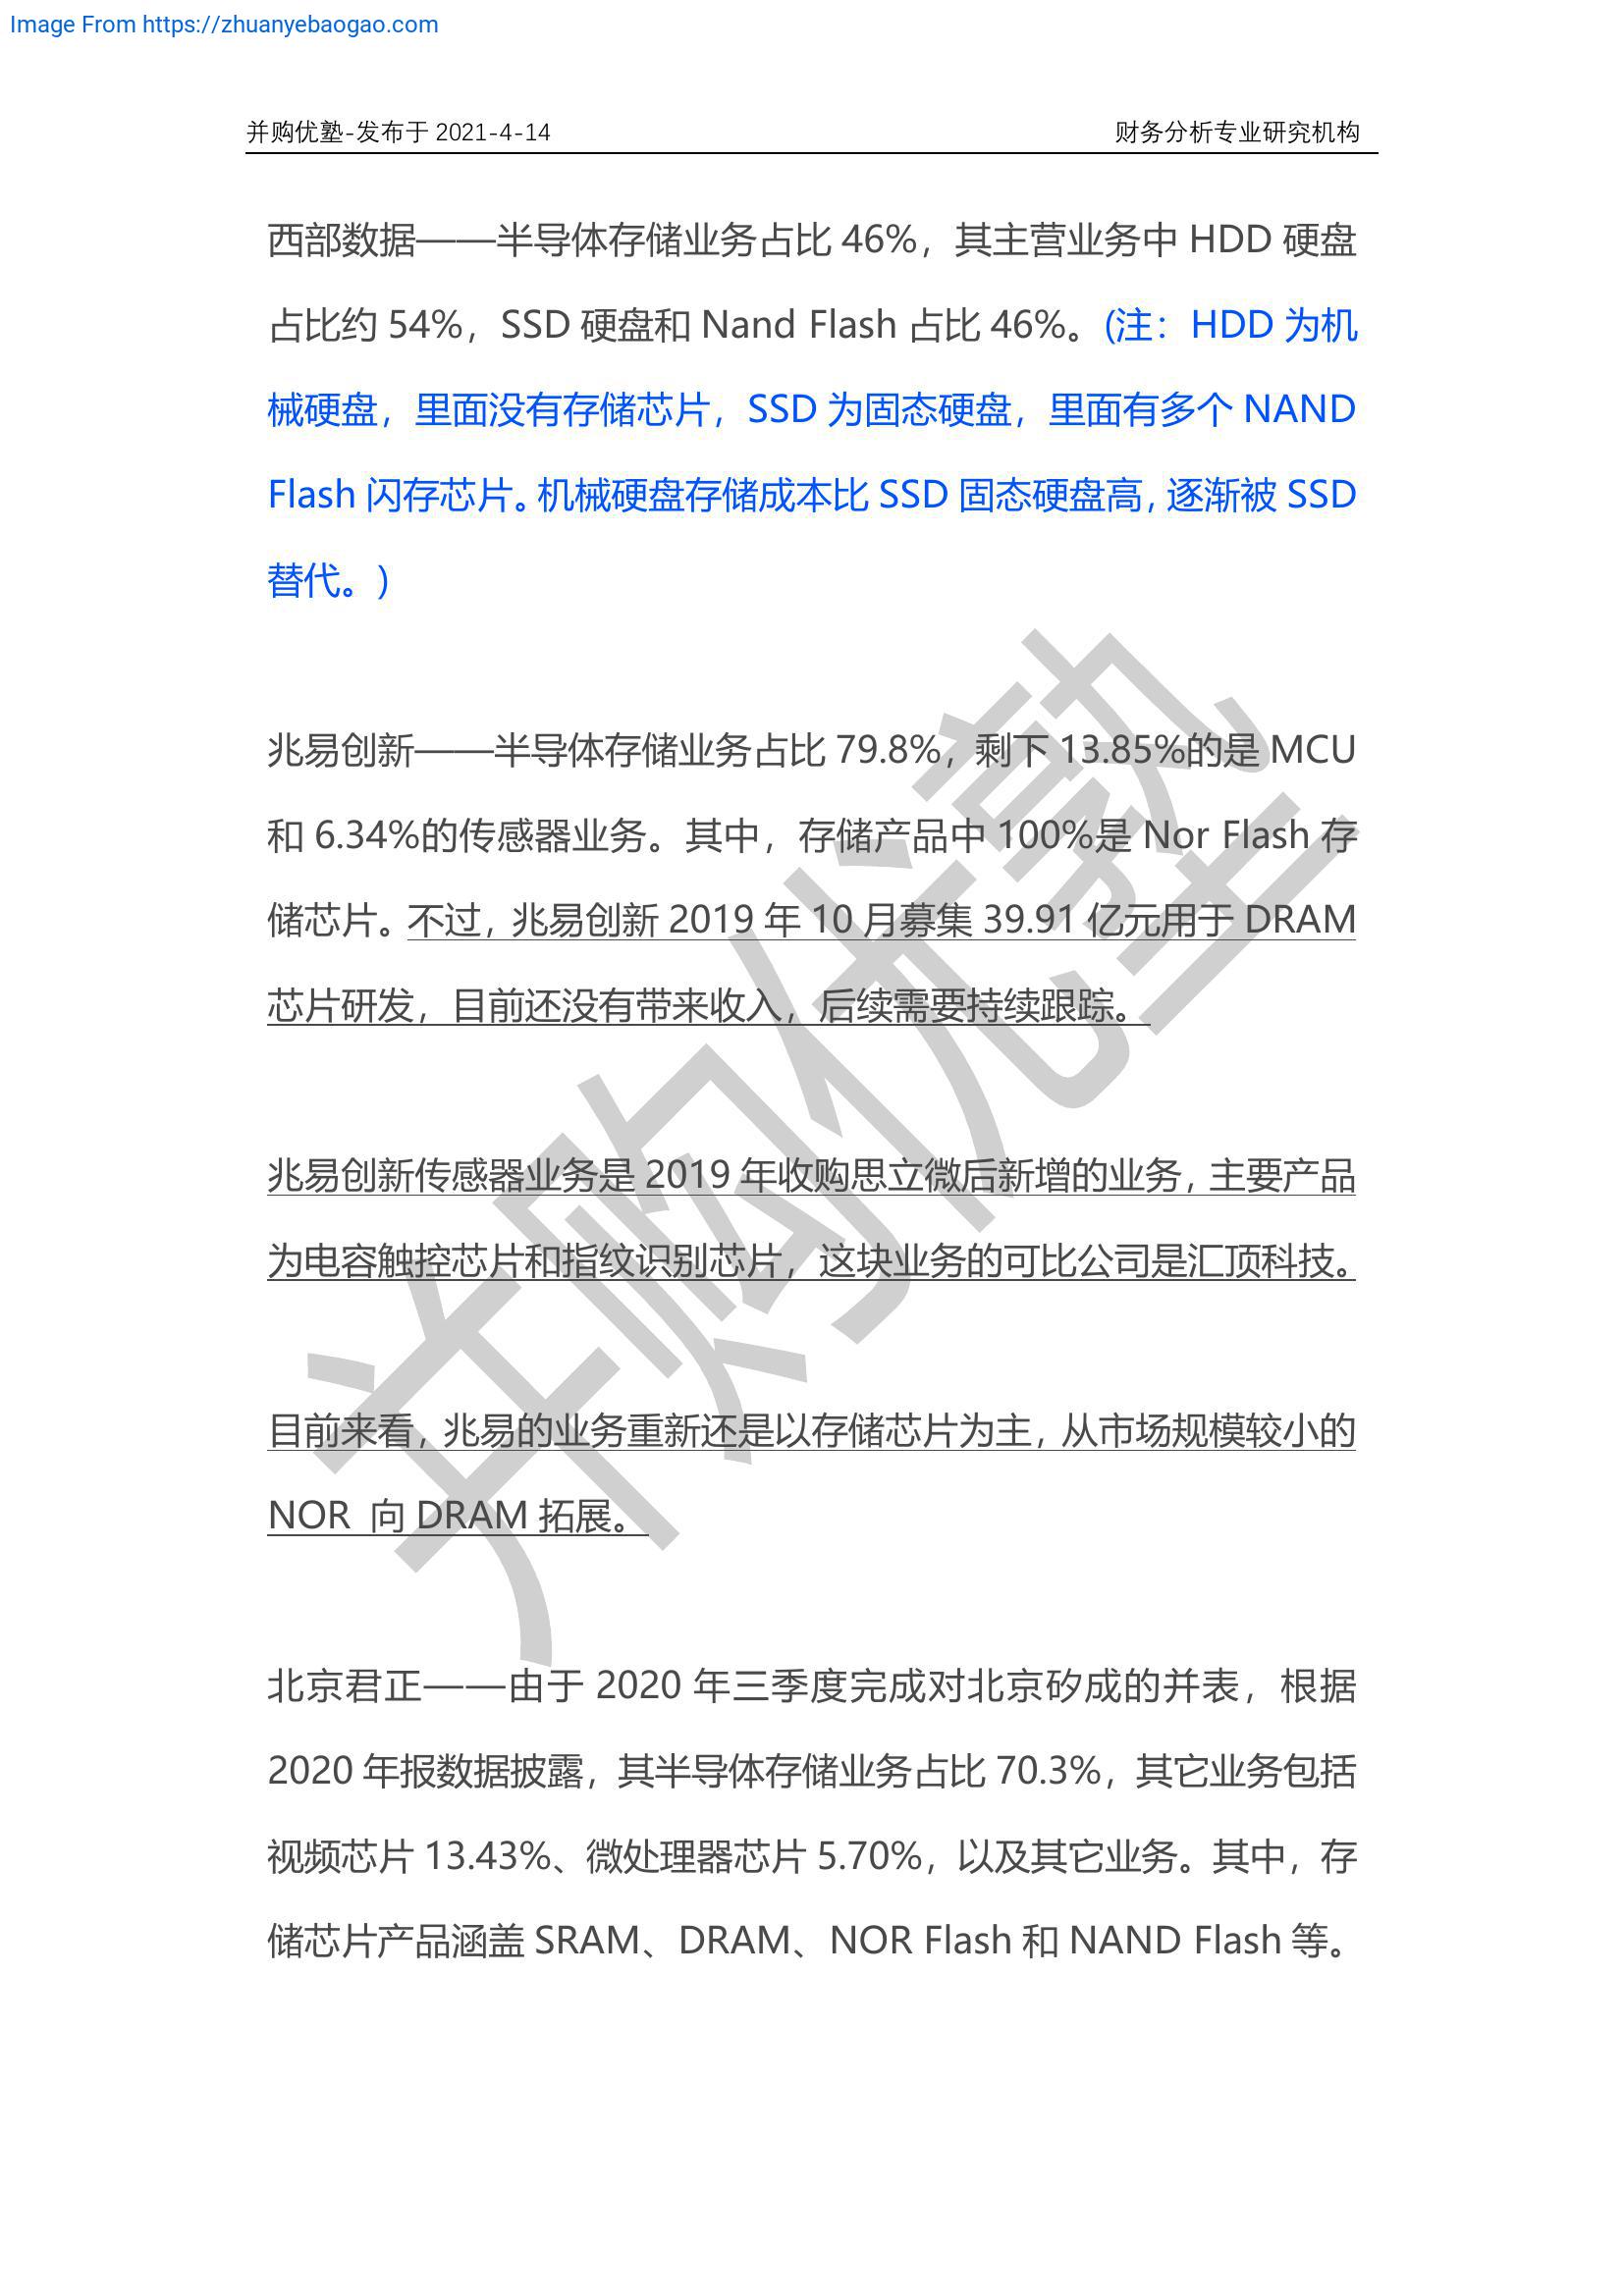 Image From https://zhuanyebaogao.com
并购优塾-发布于 2021-4-14 财务分析专业研究机构
西部数据——半导体存储业务占比 46%，其主营业务中 HDD 硬盘
占比约 54%，SSD 硬盘和 Nand Flash 占比 46%。(注：HDD 为机
械硬盘，里面没有存储芯片，SSD 为固态硬盘，里面有多个 NAND
Flash 闪存芯片。机械硬盘存储成本比 SSD 固态硬盘高，逐渐被 SSD
替代。)
兆易创新——半导体存储业务占比 79.8%，剩下 13.85%的是 MCU
和 6.34%的传感器业务。其中，存储产品中 100%是 Nor Flash 存
储芯片。不过，兆易创新 2019 年 10 月募集 39.91 亿元用于 DRAM
芯片研发，目前还没有带来收入，后续需要持续跟踪。
兆易创新传感器业务是 2019 年收购思立微后新增的业务，主要产品
为电容触控芯片和指纹识别芯片，这块业务的可比公司是汇顶科技。
目前来看，兆易的业务重新还是以存储芯片为主，从市场规模较小的
NOR 向 DRAM 拓展。
北京君正——由于 2020 年三季度完成对北京矽成的并表，根据
2020 年报数据披露，其半导体存储业务占比 70.3%，其它业务包括
视频芯片 13.43%、微处理器芯片 5.70%，以及其它业务。其中，存
储芯片产品涵盖 SRAM、DRAM、NOR Flash 和 NAND Flash 等。
并购优塾